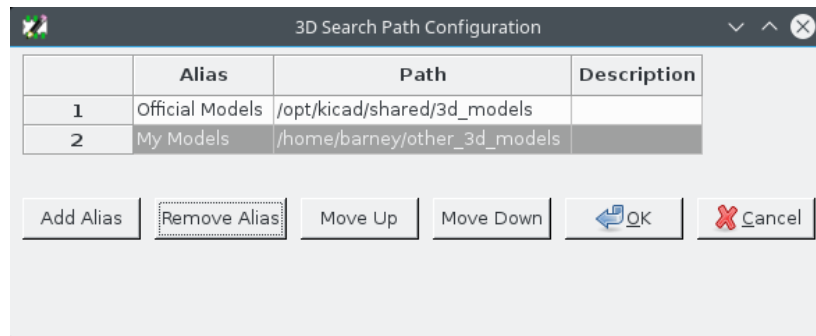 3D Search Path Configuration
Alias Path Description
1 Official Models /opt/kicad/shared/3d_models
2 My Models /home/barney/other_3d_models
Add Alias Remove Alias Move Up Move Down OK Cancel